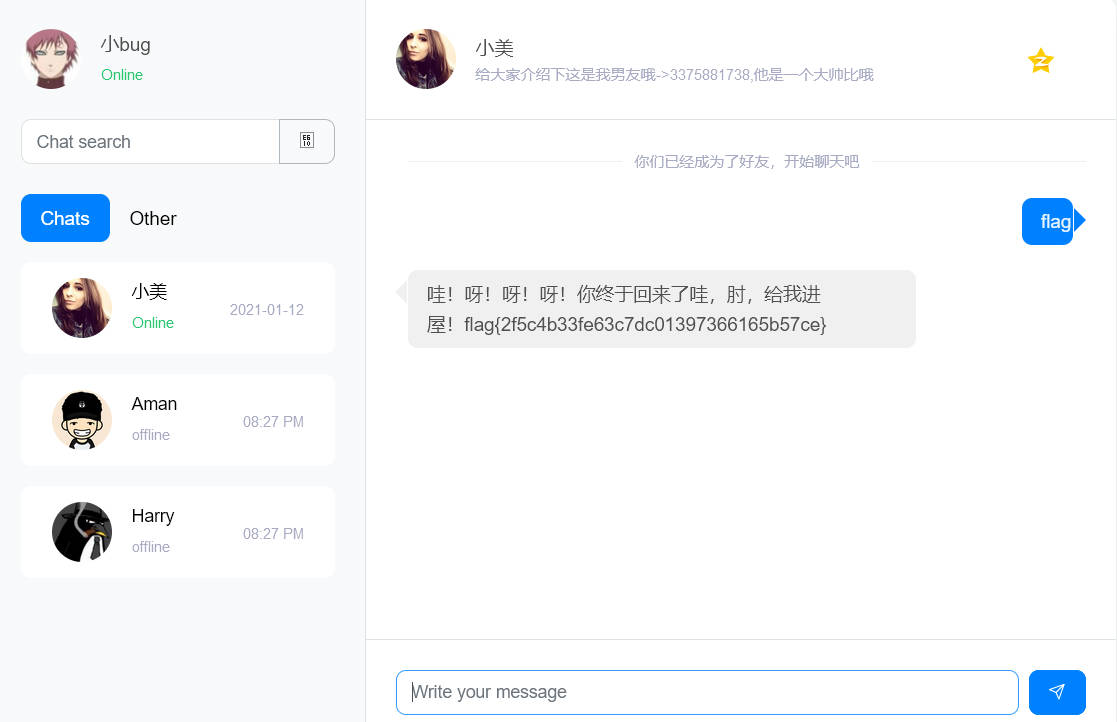 小bug
Online
Chat search
Chats
Other
小美
Online
2021-01-12
Aman
offline
08:27 PM
Harry
offline
08:27 PM
小美
给大家介绍下这是我男友哦->3375881738,他是一个大帅比哦
你们已经成为了好友，开始聊天吧
flag
哇！呀！呀！呀！你终于回来了哇，肘，给我进
屋！flag{2f5c4b33fe63c7dc01397366165b57ce}
Write your message